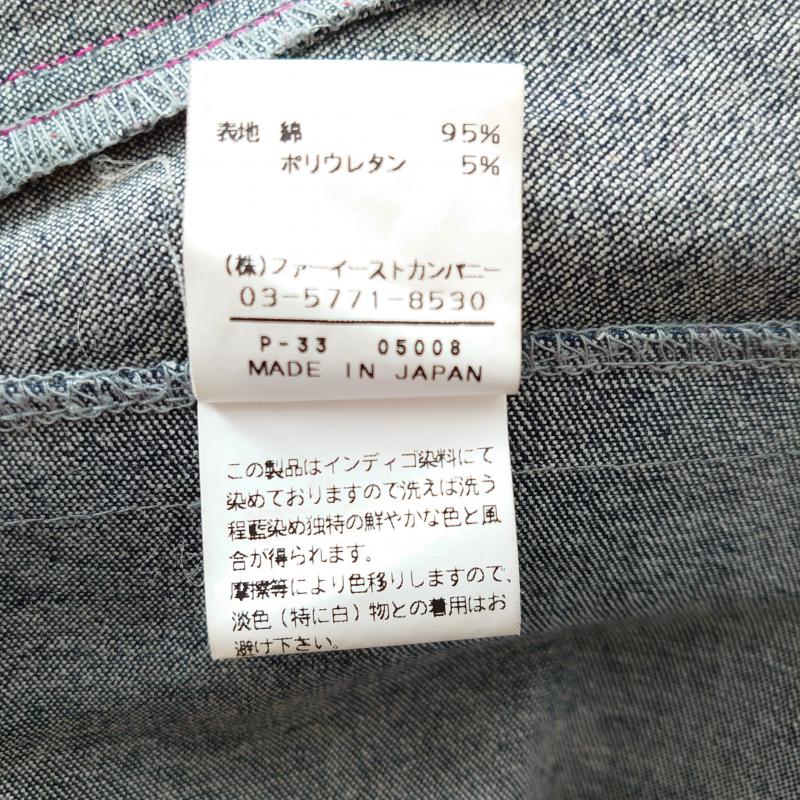 表地 綿 95%
ポリウレタン 5%
(株)ファーイーストカンパニー
03-5771-8530
P-33 05008
MADE IN JAPAN
この製品はインディゴ染料にて
染めておりますので洗えば洗う
程藍染め独特の鮮やかな色と風
合が得られます。
摩擦等により色移りしますので、
淡色(特に白)物との着用はお
避け下さい。